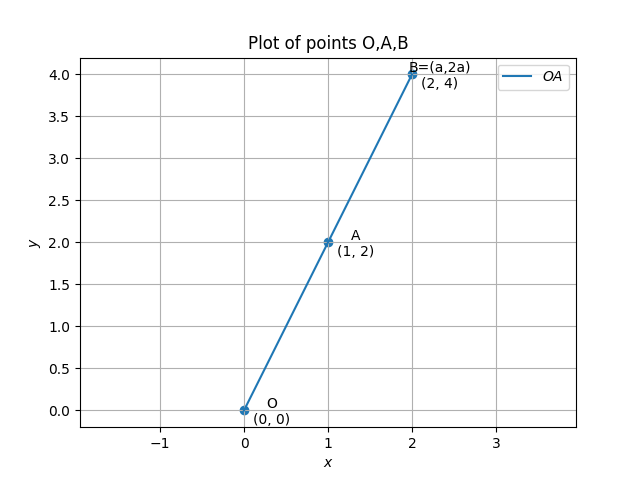 Plot of points O,A,B
OA
B=(a,2a)
(2, 4)
A
(1, 2)
O
(0, 0)
4.0
3.5
3.0
2.5
2.0
1.5
1.0
0.5
0.0
y
−1 0 1 2 3
x